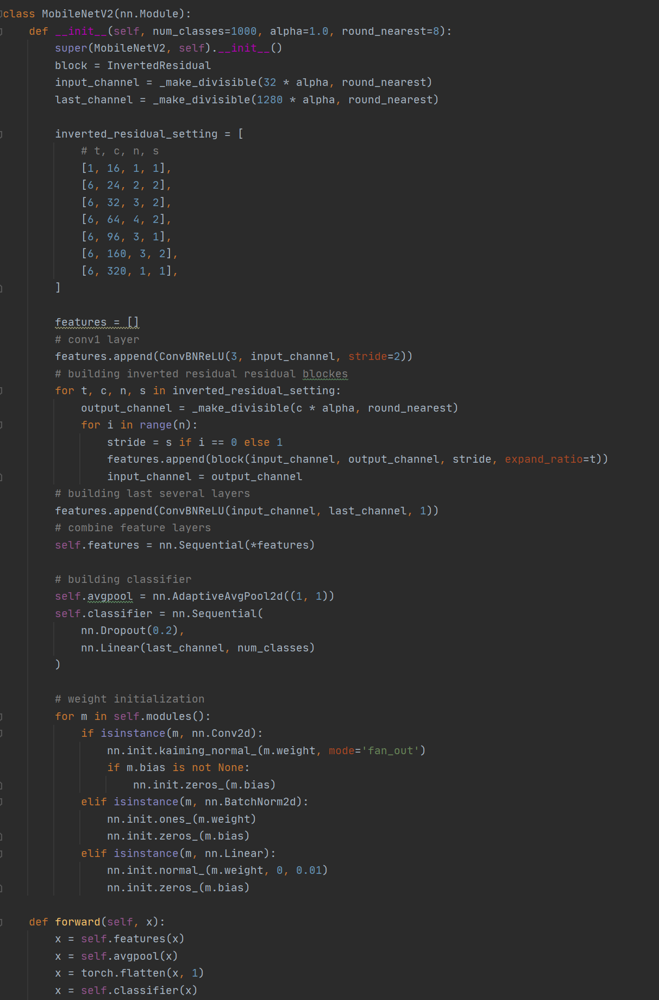 class MobileNetV2(nn.Module):
    def __init__(self, num_classes=1000, alpha=1.0, round_nearest=8):
        super(MobileNetV2, self).__init__()
        block = InvertedResidual
        input_channel = _make_divisible(32 * alpha, round_nearest)
        last_channel = _make_divisible(1280 * alpha, round_nearest)

        inverted_residual_setting = [
            # t, c, n, s
            [1, 16, 1, 1],
            [6, 24, 2, 2],
            [6, 32, 3, 2],
            [6, 64, 4, 2],
            [6, 96, 3, 1],
            [6, 160, 3, 2],
            [6, 320, 1, 1],
        ]

        features = []
        # conv1 layer
        features.append(ConvBNReLU(3, input_channel, stride=2))
        # building inverted residual residual blockes
        for t, c, n, s in inverted_residual_setting:
            output_channel = _make_divisible(c * alpha, round_nearest)
            for i in range(n):
                stride = s if i == 0 else 1
                features.append(block(input_channel, output_channel, stride, expand_ratio=t))
                input_channel = output_channel
        # building last several layers
        features.append(ConvBNReLU(input_channel, last_channel, 1))
        # combine feature layers
        self.features = nn.Sequential(*features)

        # building classifier
        self.avgpool = nn.AdaptiveAvgPool2d((1, 1))
        self.classifier = nn.Sequential(
            nn.Dropout(0.2),
            nn.Linear(last_channel, num_classes)
        )

        # weight initialization
        for m in self.modules():
            if isinstance(m, nn.Conv2d):
                nn.init.kaiming_normal_(m.weight, mode='fan_out')
                if m.bias is not None:
                    nn.init.zeros_(m.bias)
            elif isinstance(m, nn.BatchNorm2d):
                nn.init.ones_(m.weight)
                nn.init.zeros_(m.bias)
            elif isinstance(m, nn.Linear):
                nn.init.normal_(m.weight, 0, 0.01)
                nn.init.zeros_(m.bias)

    def forward(self, x):
        x = self.features(x)
        x = self.avgpool(x)
        x = torch.flatten(x, 1)
        x = self.classifier(x)